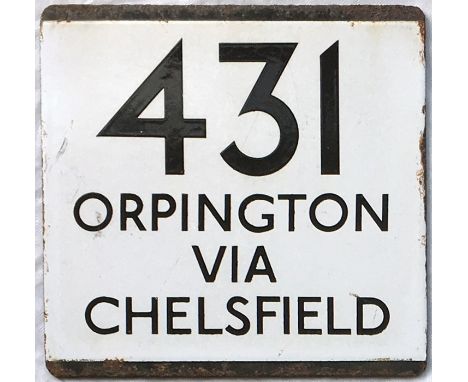 431
ORPINGTON
VIA
CHELSFIELD